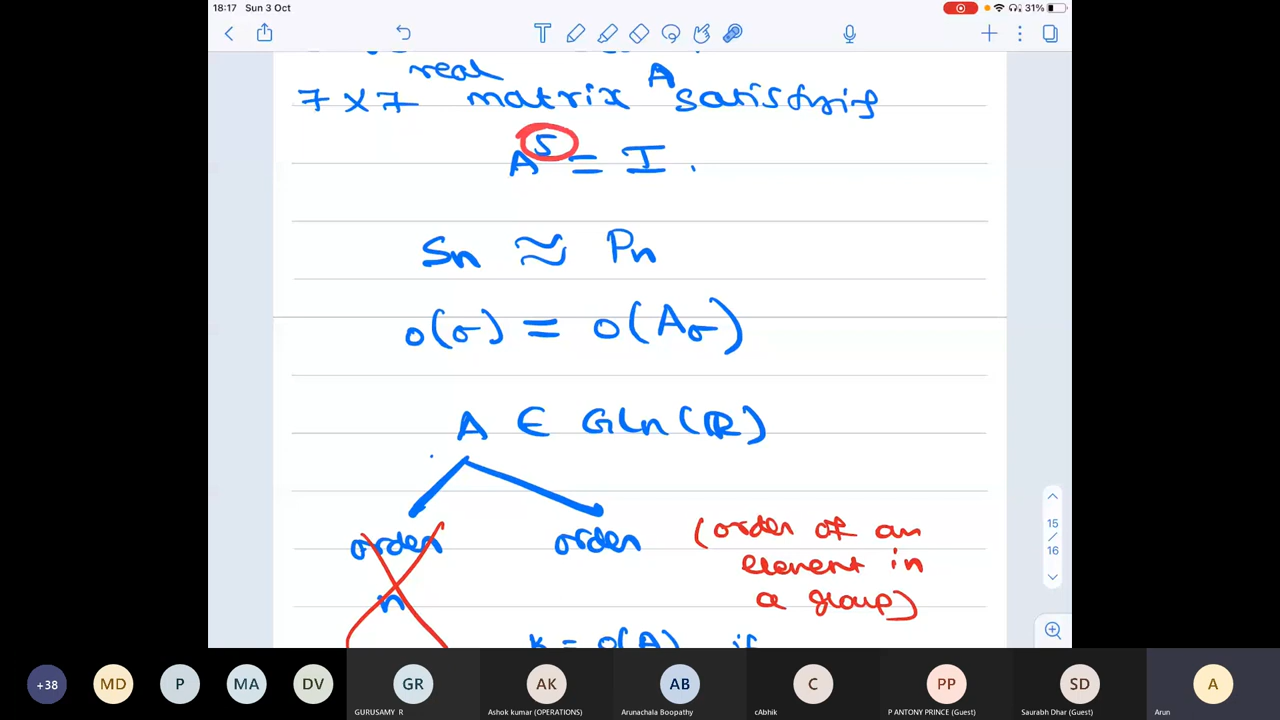 18:17 Sun 3 Oct
31%
real A
7 × 7 matrix satisfying
A⁵ = I .
Sn ≈ Pn
o(σ) = o(Aσ)
A ∈ GLn(ℝ)
order order (order of an
element in
n a group)
k = o(A) if
15
/
16
+38 MD P MA DV GR AK AB C PP SD A
GURUSAMY R Ashok kumar (OPERATIONS) Arunachala Boopathy cAbhik P ANTONY PRINCE (Guest) Saurabh Dhar (Guest) Arun